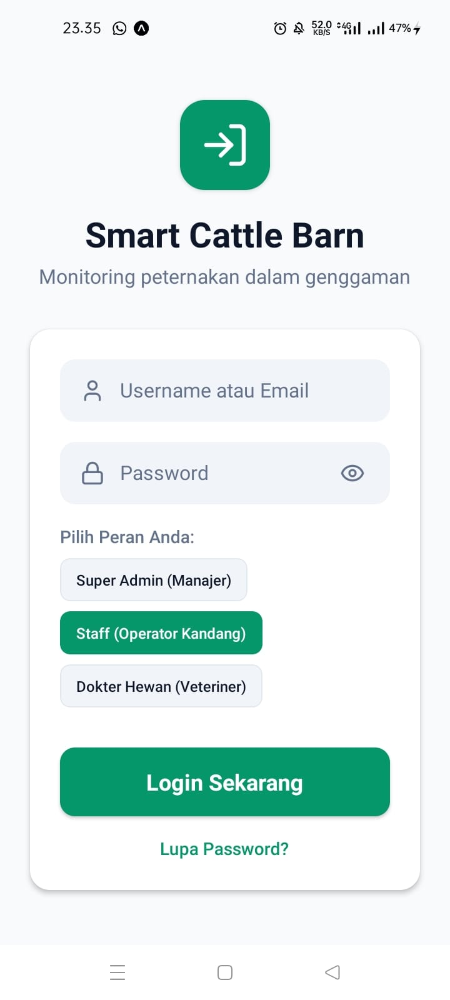 23.35 52.0 KB/S 4G 47%
Smart Cattle Barn
Monitoring peternakan dalam genggaman
Username atau Email
Password
Pilih Peran Anda:
Super Admin (Manajer)
Staff (Operator Kandang)
Dokter Hewan (Veteriner)
Login Sekarang
Lupa Password?